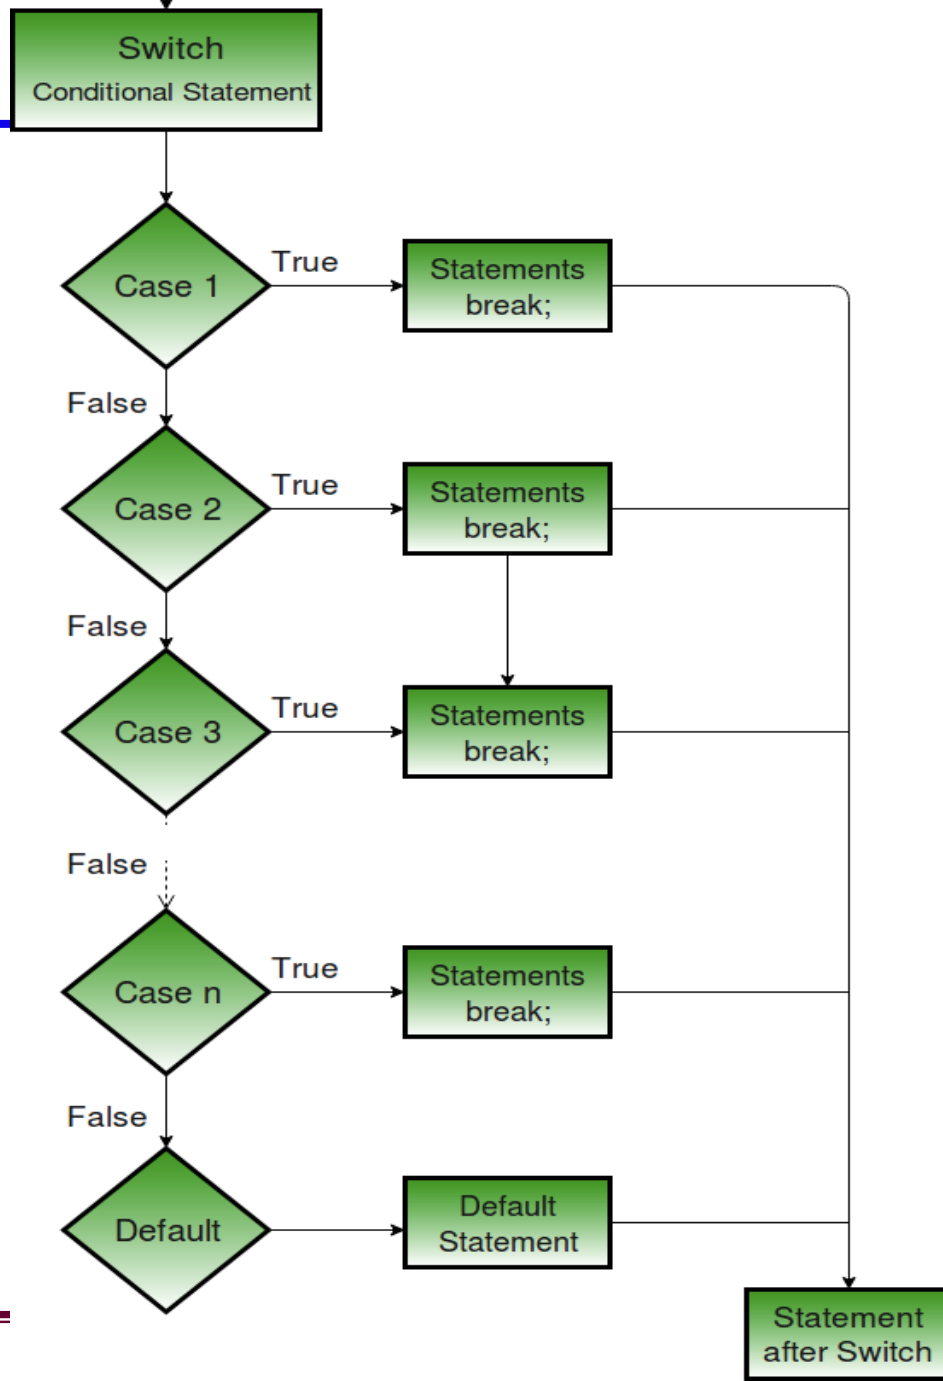 Switch
Conditional Statement
Case 1
True
Statements
break;
False
Case 2
True
Statements
break;
False
Case 3
True
Statements
break;
False
Case n
True
Statements
break;
False
Default
Default
Statement
Statement
after Switch